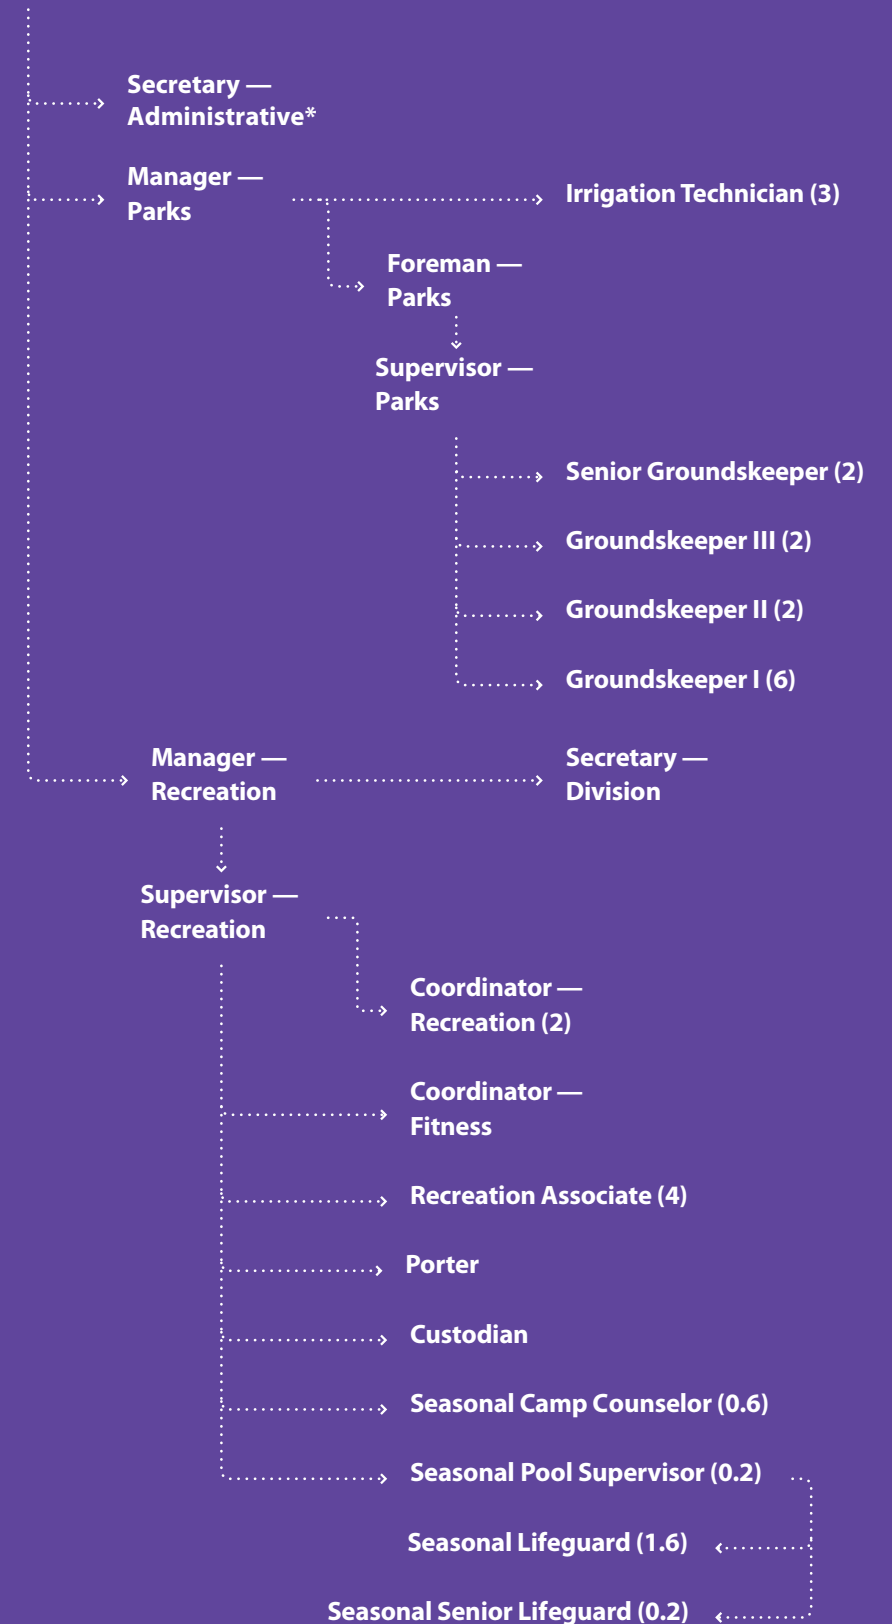 Secretary —
Administrative*
Manager —
Parks
Irrigation Technician (3)
Foreman —
Parks
Supervisor —
Parks
Senior Groundskeeper (2)
Groundskeeper III (2)
Groundskeeper II (2)
Groundskeeper I (6)
Manager —
Recreation
Secretary —
Division
Supervisor —
Recreation
Coordinator —
Recreation (2)
Coordinator —
Fitness
Recreation Associate (4)
Porter
Custodian
Seasonal Camp Counselor (0.6)
Seasonal Pool Supervisor (0.2)
Seasonal Lifeguard (1.6)
Seasonal Senior Lifeguard (0.2)